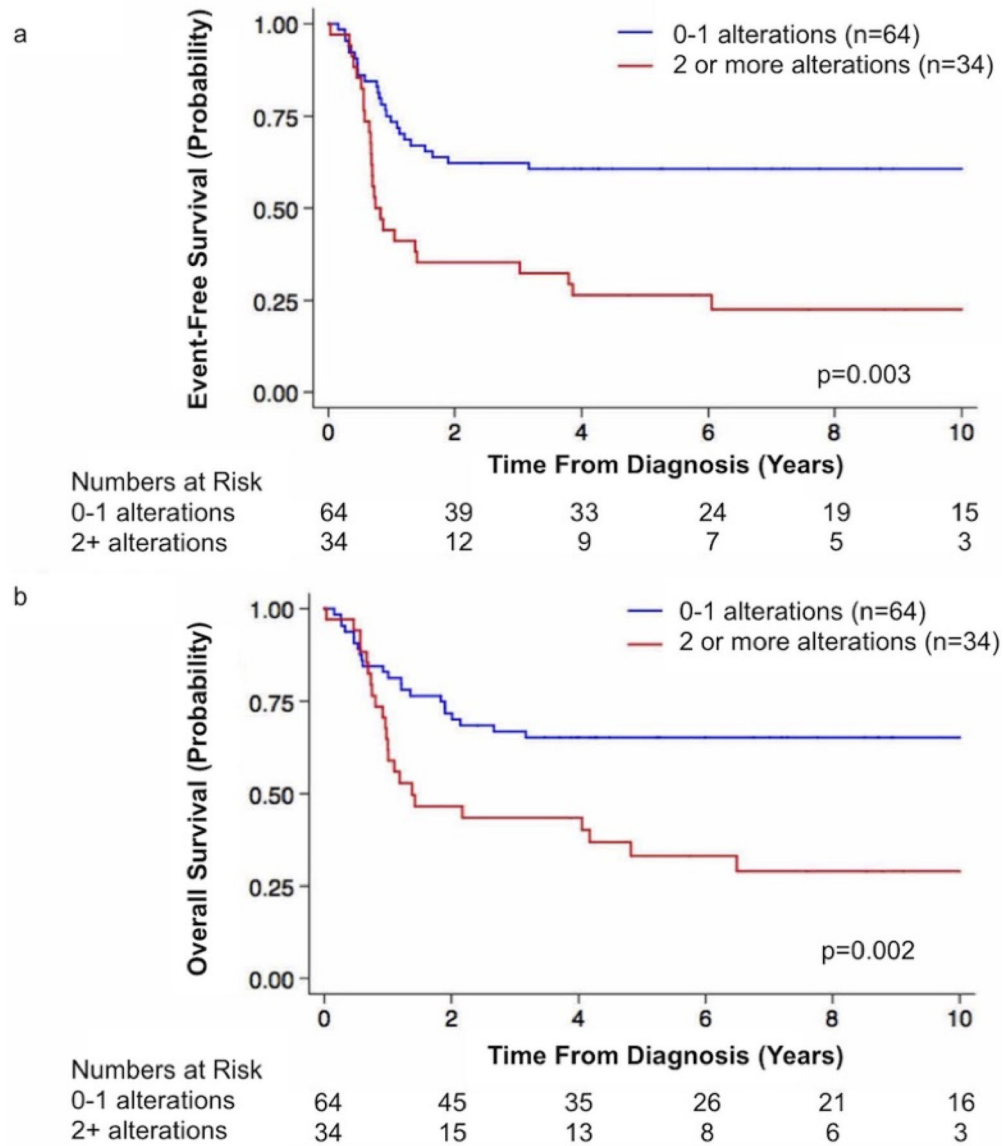 a
0-1 alterations (n=64)
2 or more alterations (n=34)
Event-Free Survival (Probability)
1.00
0.75
0.50
0.25
0.00
p=0.003
0 2 4 6 8 10
Time From Diagnosis (Years)
Numbers at Risk
0-1 alterations 64 39 33 24 19 15
2+ alterations 34 12 9 7 5 3
b
0-1 alterations (n=64)
2 or more alterations (n=34)
Overall Survival (Probability)
1.00
0.75
0.50
0.25
0.00
p=0.002
0 2 4 6 8 10
Time From Diagnosis (Years)
Numbers at Risk
0-1 alterations 64 45 35 26 21 16
2+ alterations 34 15 13 8 6 3